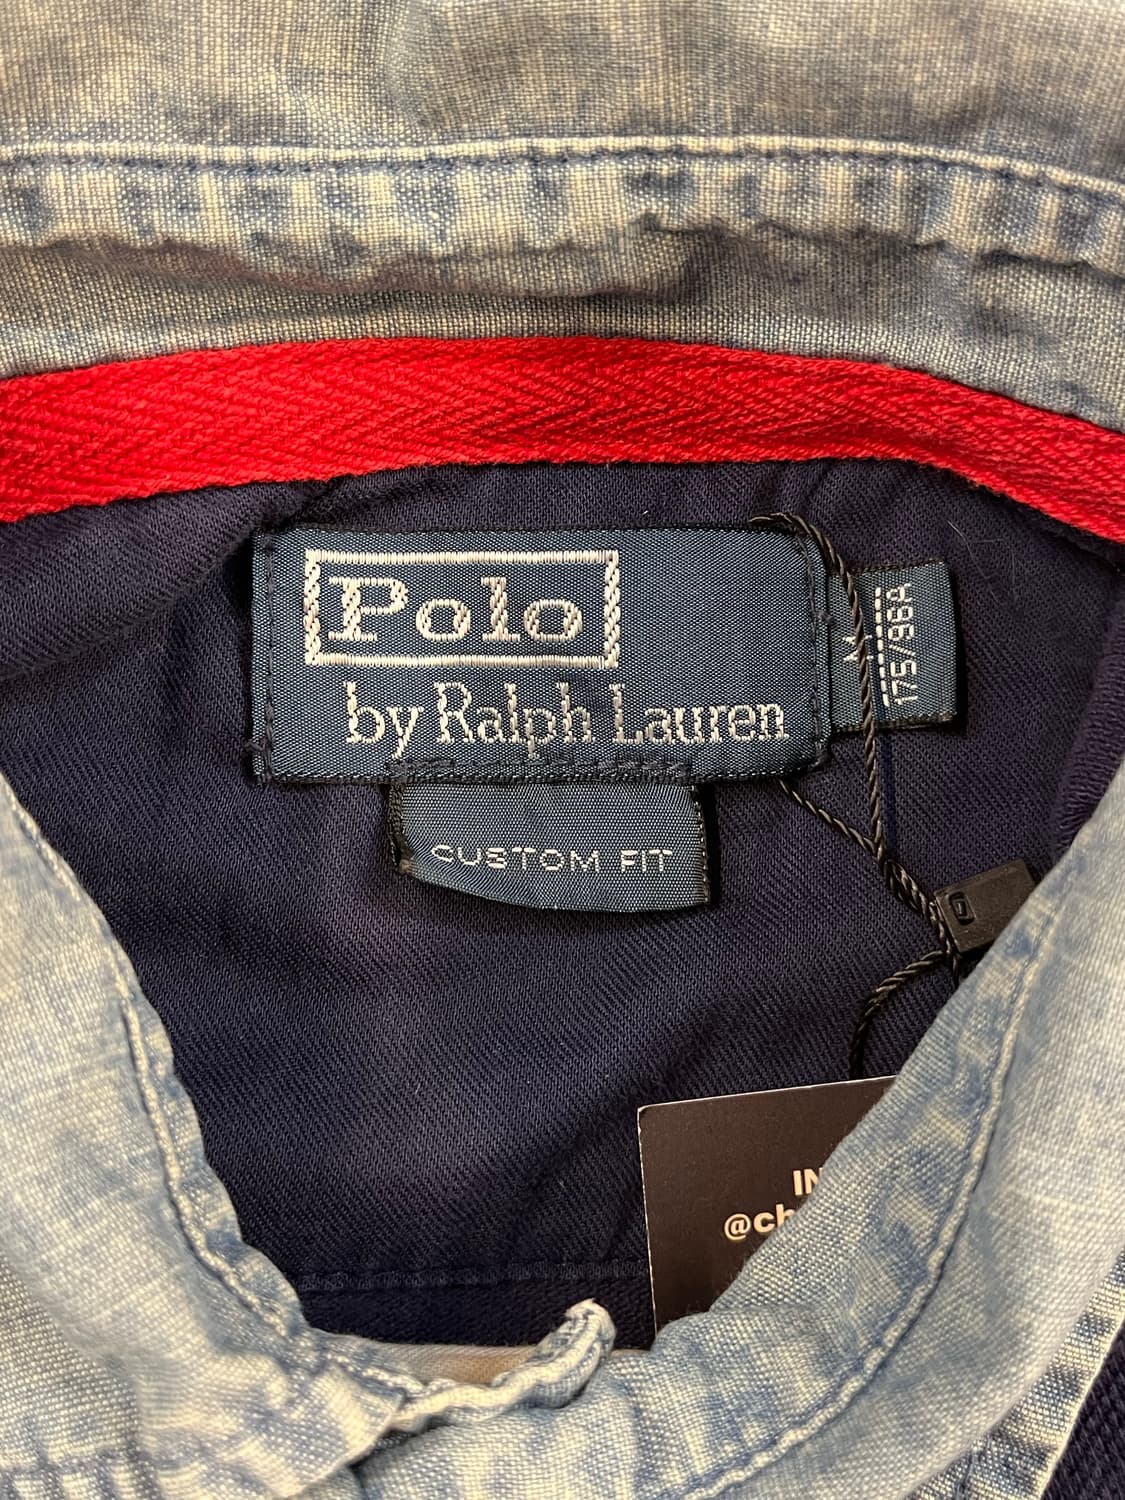 Polo
by Ralph Lauren
M
175/96A
CUSTOM FIT